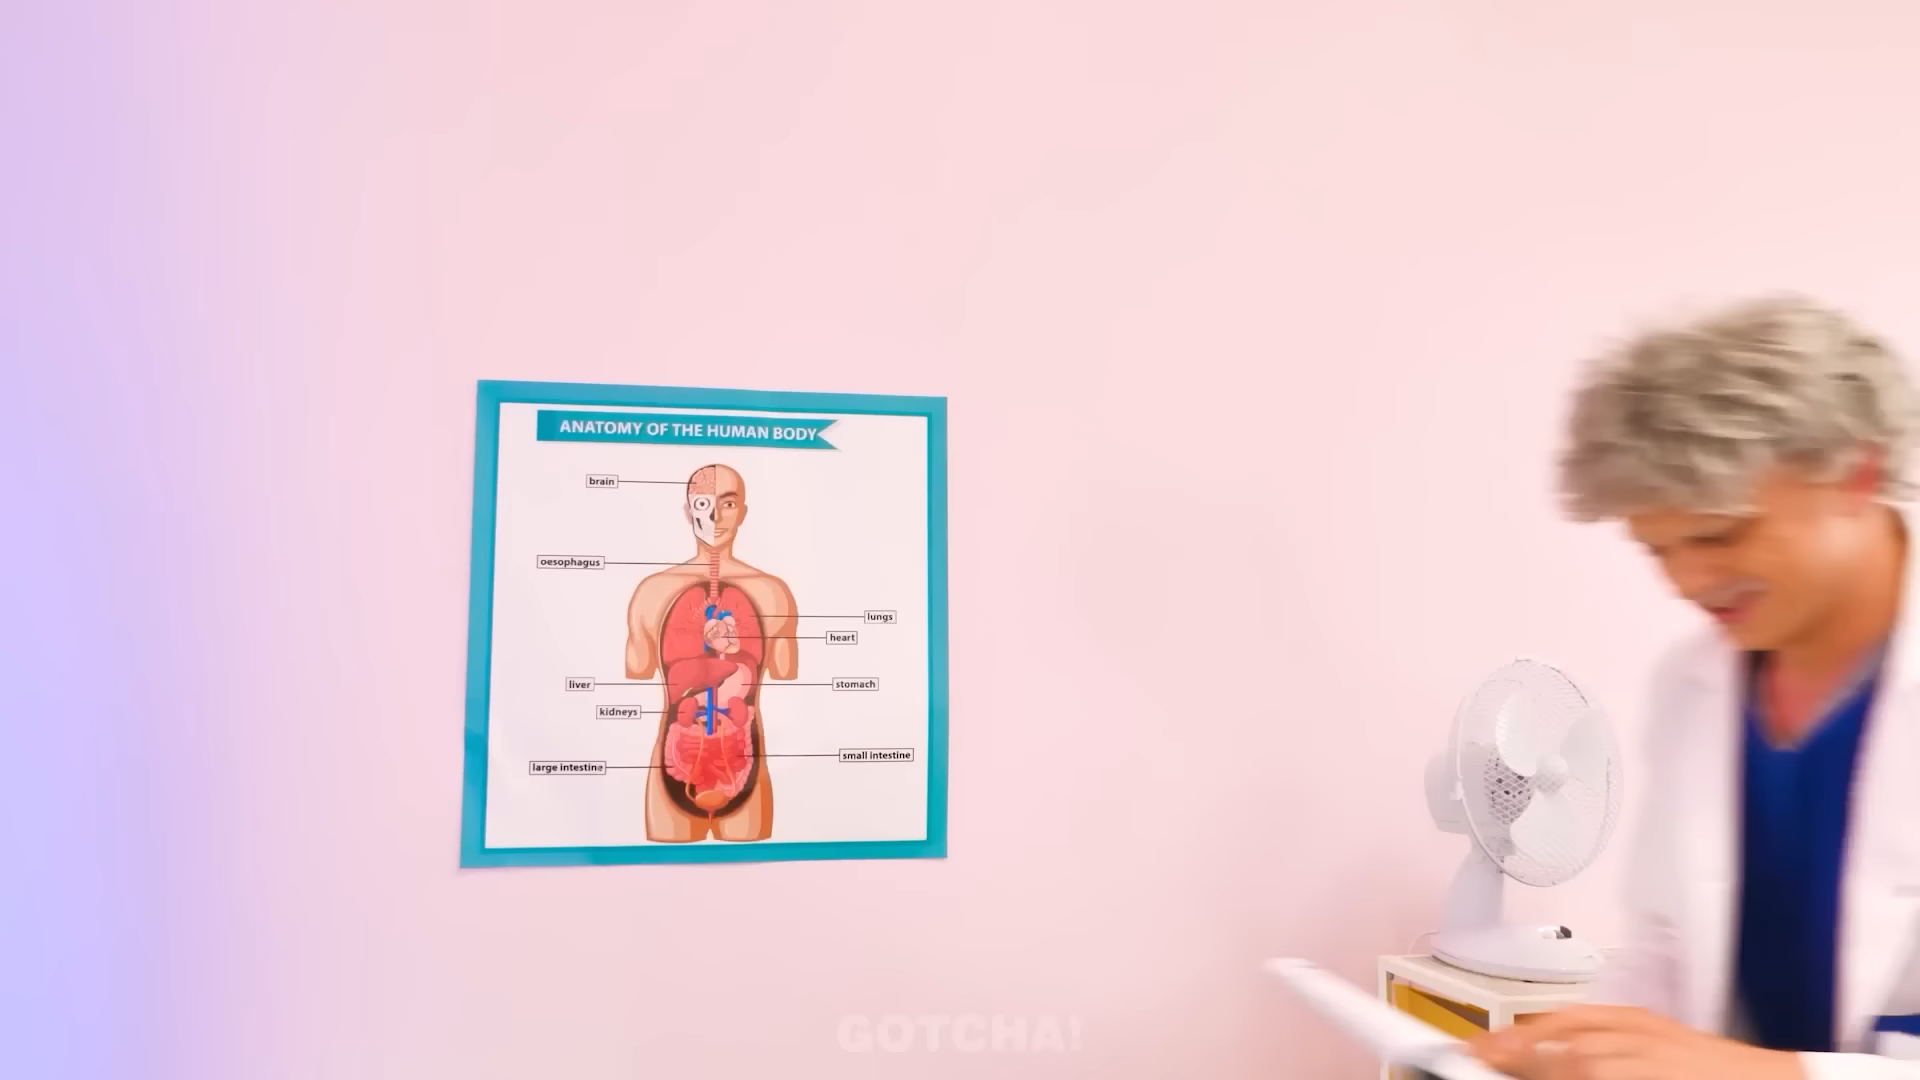 ANATOMY OF THE HUMAN BODY
brain
oesophagus
lungs
heart
liver
stomach
kidneys
small intestine
large intestine
GOTCHA!